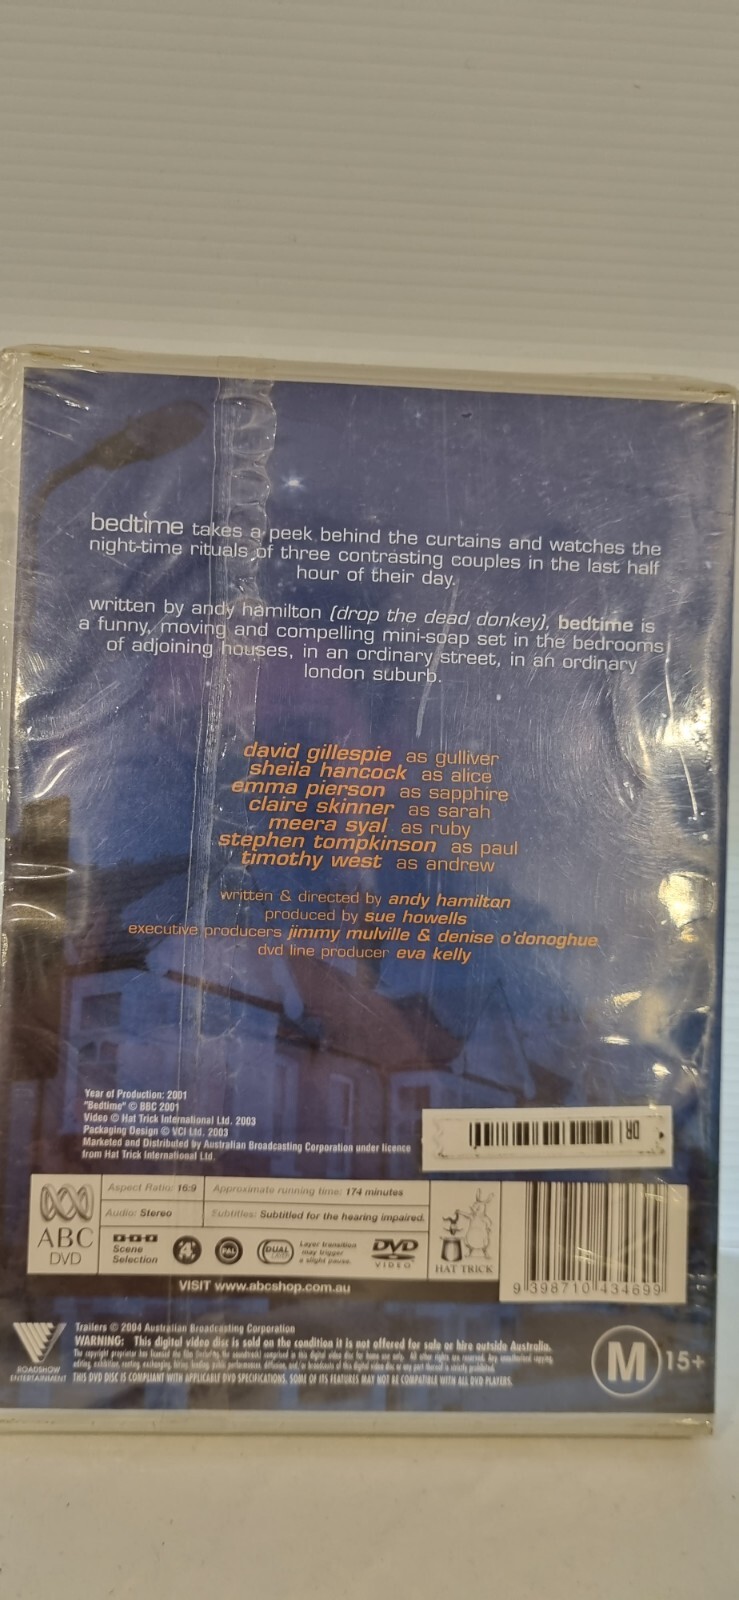 bedtime takes a peek behind the curtains and watches the
night-time rituals of three contrasting couples in the last half
hour of their day.
written by andy hamilton (drop the dead donkey), bedtime is
a funny, moving and compelling mini-soap set in the bedrooms
of adjoining houses, in an ordinary street, in an ordinary
london suburb.
david gillespie as gulliver
sheila hancock as alice
emma pierson as sapphire
claire skinner as sarah
meera syal as ruby
stephen tompkinson as paul
timothy west as andrew
written & directed by andy hamilton
produced by sue howells
executive producers jimmy mulville & denise o'donoghue
dvd line producer eva kelly
Year of Production: 2001
"Bedtime" © BBC 2001
Video © Hat Trick International Ltd. 2003
Packaging Design © VCI Ltd. 2003
Marketed and Distributed by Australian Broadcasting Corporation under licence
from Hat Trick International Ltd.
DR
ABC
DVD
Aspect Ratio: 16:9
Approximate running time: 174 minutes
Audio: Stereo
Subtitles: Subtitled for the hearing impaired.
Scene
Selection
4
PAL
DUAL
Layer transition
may trigger
a slight pause.
DVD
VIDEO
HAT TRICK
9 398710 434699
VISIT www.abcshop.com.au
ROADSHOW
ENTERTAINMENT
Trailers © 2004 Australian Broadcasting Corporation
WARNING: This digital video disc is sold on the condition it is not offered for sale or hire outside Australia.
THIS DVD DISC IS COMPLIANT WITH APPLICABLE DVD SPECIFICATIONS. SOME OF ITS FEATURES MAY NOT BE COMPATIBLE WITH ALL DVD PLAYERS.
M 15+